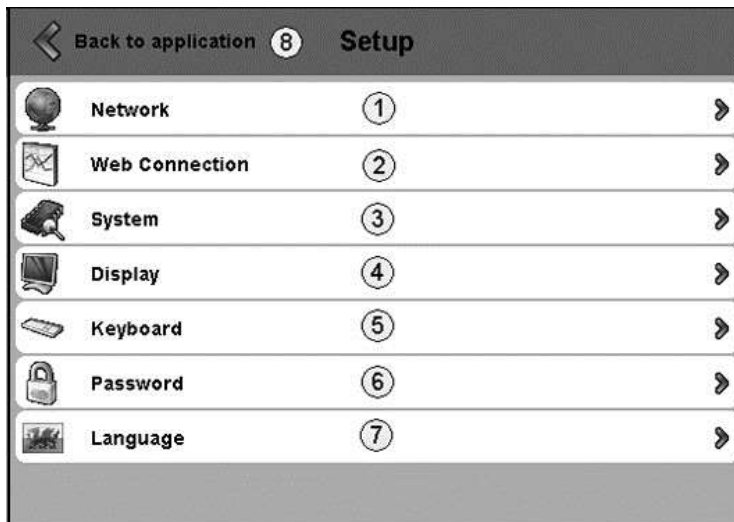 Back to application 8 Setup
Network 1
Web Connection 2
System 3
Display 4
Keyboard 5
Password 6
Language 7